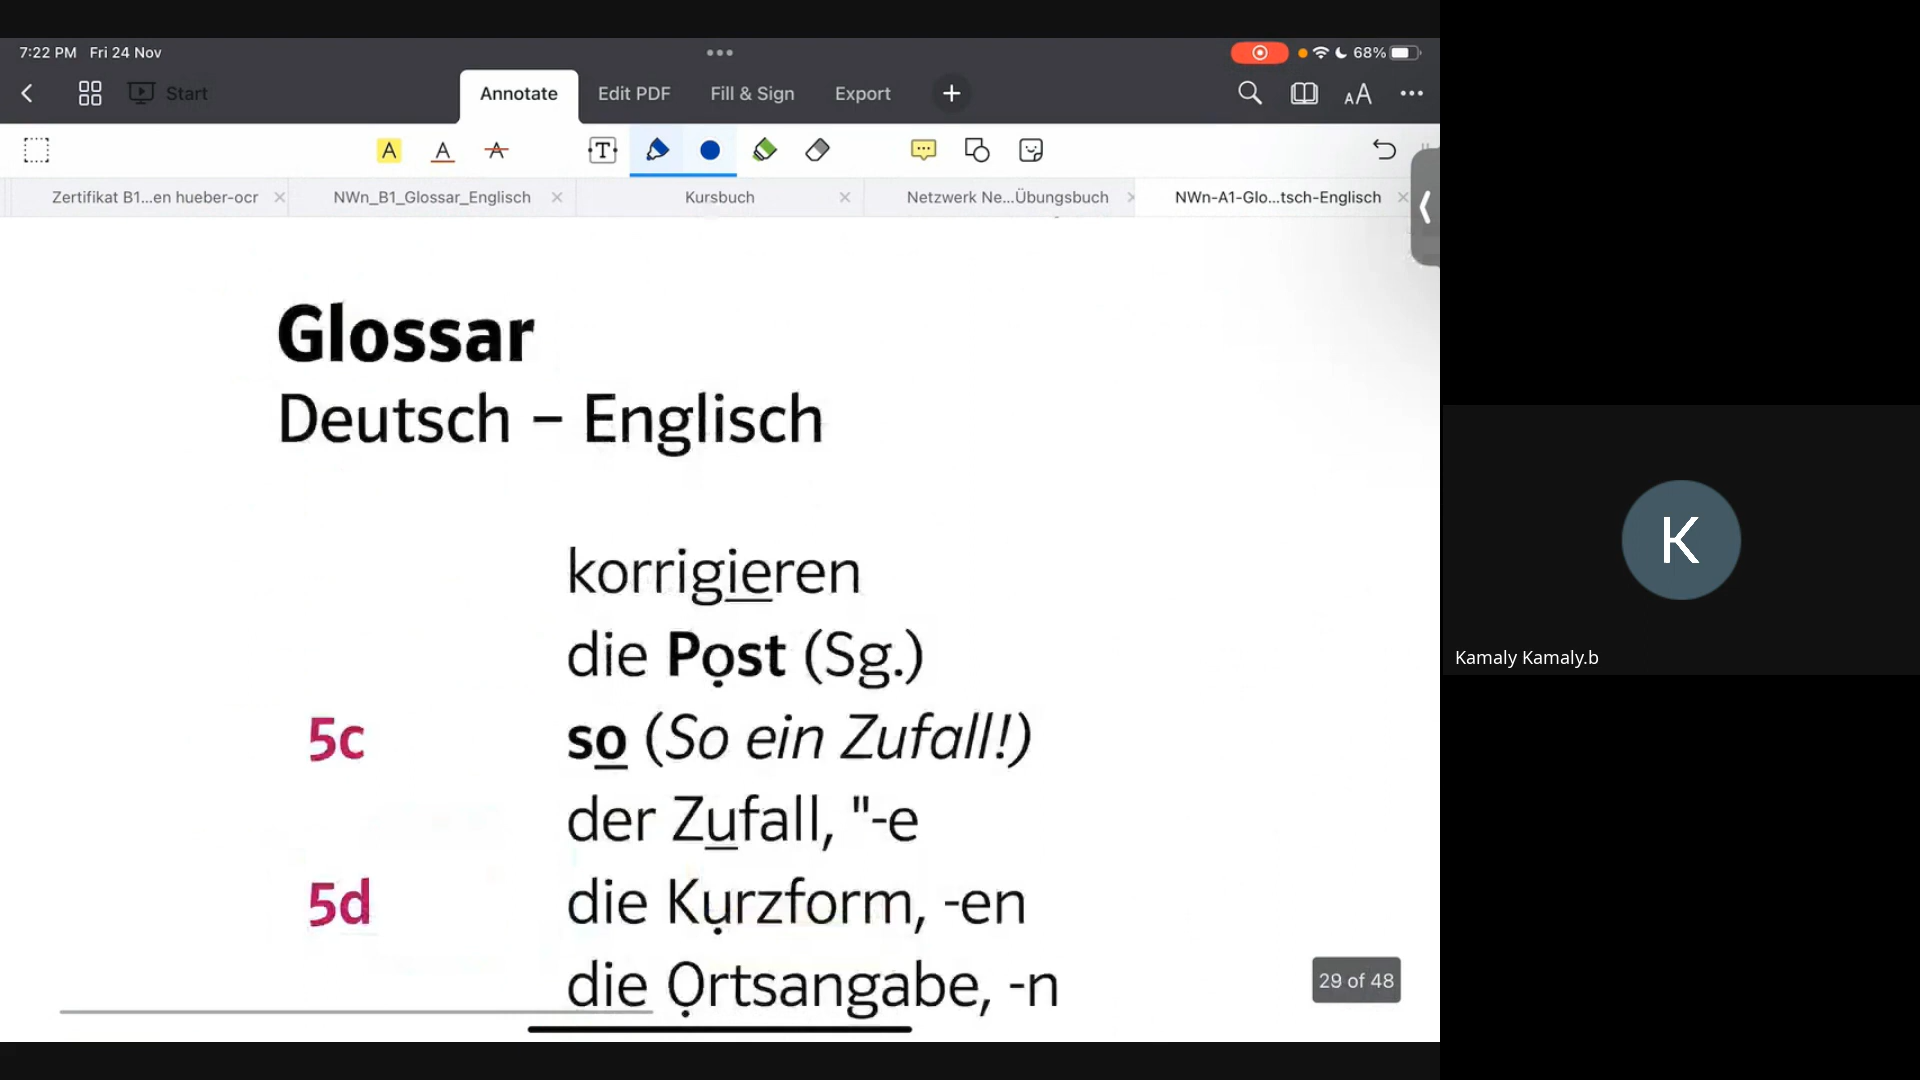 7:22 PM Fri 24 Nov
68%
Start
Annotate
Edit PDF
Fill & Sign
Export
Zertifikat B1...en hueber-ocr
NWn_B1_Glossar_Englisch
Kursbuch
Netzwerk Ne...Übungsbuch
NWn-A1-Glo...tsch-Englisch
Glossar
Deutsch – Englisch
korrigieren
die Post (Sg.)
5c so (So ein Zufall!)
der Zufall, "-e
5d die Kurzform, -en
die Ortsangabe, -n
29 of 48
K
Kamaly Kamaly.b